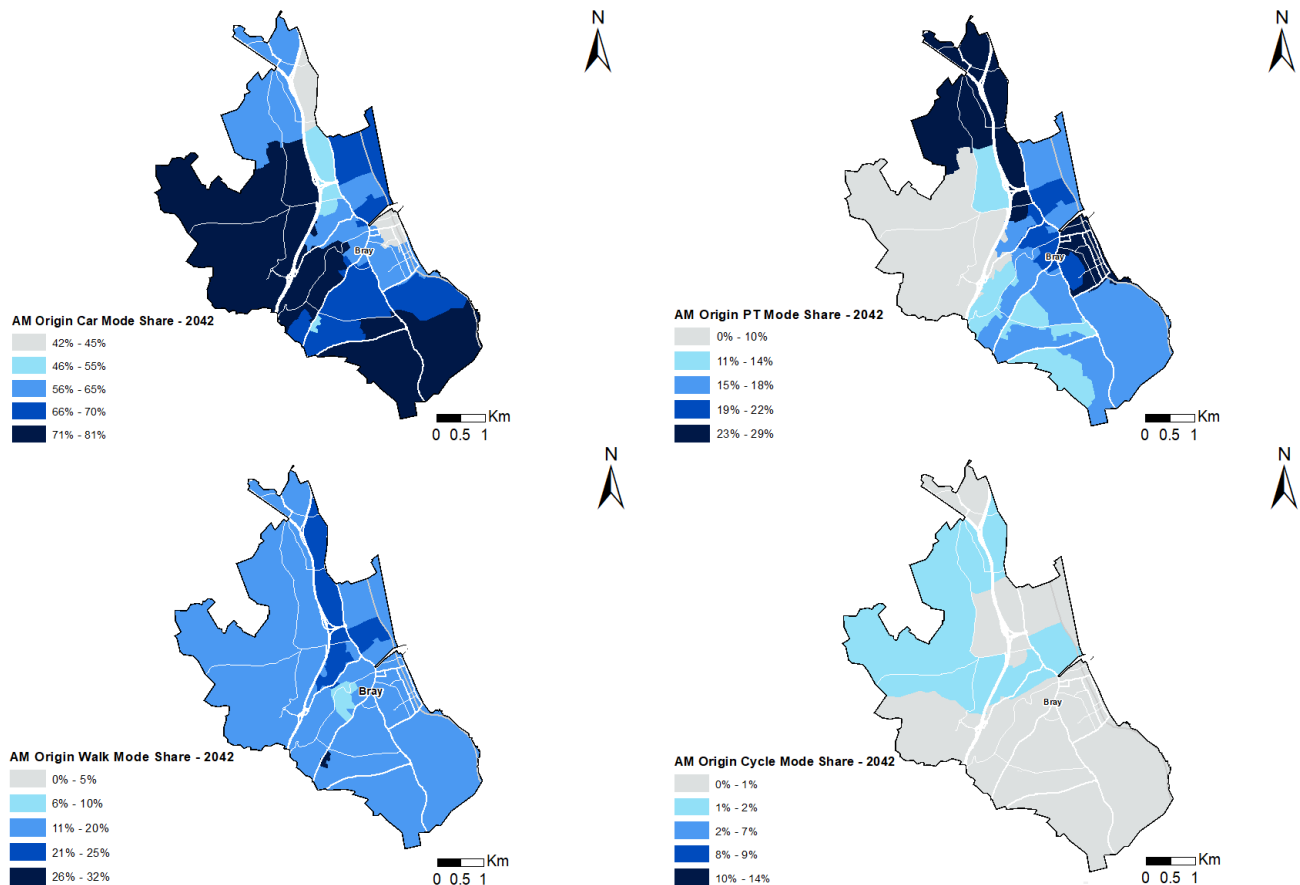 N
Bray
AM Origin Car Mode Share - 2042
42% - 45%
46% - 55%
56% - 65%
66% - 70%
71% - 81%
Km
0 0.5 1
N
Bray
AM Origin PT Mode Share - 2042
0% - 10%
11% - 14%
15% - 18%
19% - 22%
23% - 29%
Km
0 0.5 1
N
Bray
AM Origin Walk Mode Share - 2042
0% - 5%
6% - 10%
11% - 20%
21% - 25%
26% - 32%
Km
0 0.5 1
N
Bray
AM Origin Cycle Mode Share - 2042
0% - 1%
1% - 2%
2% - 7%
8% - 9%
10% - 14%
Km
0 0.5 1